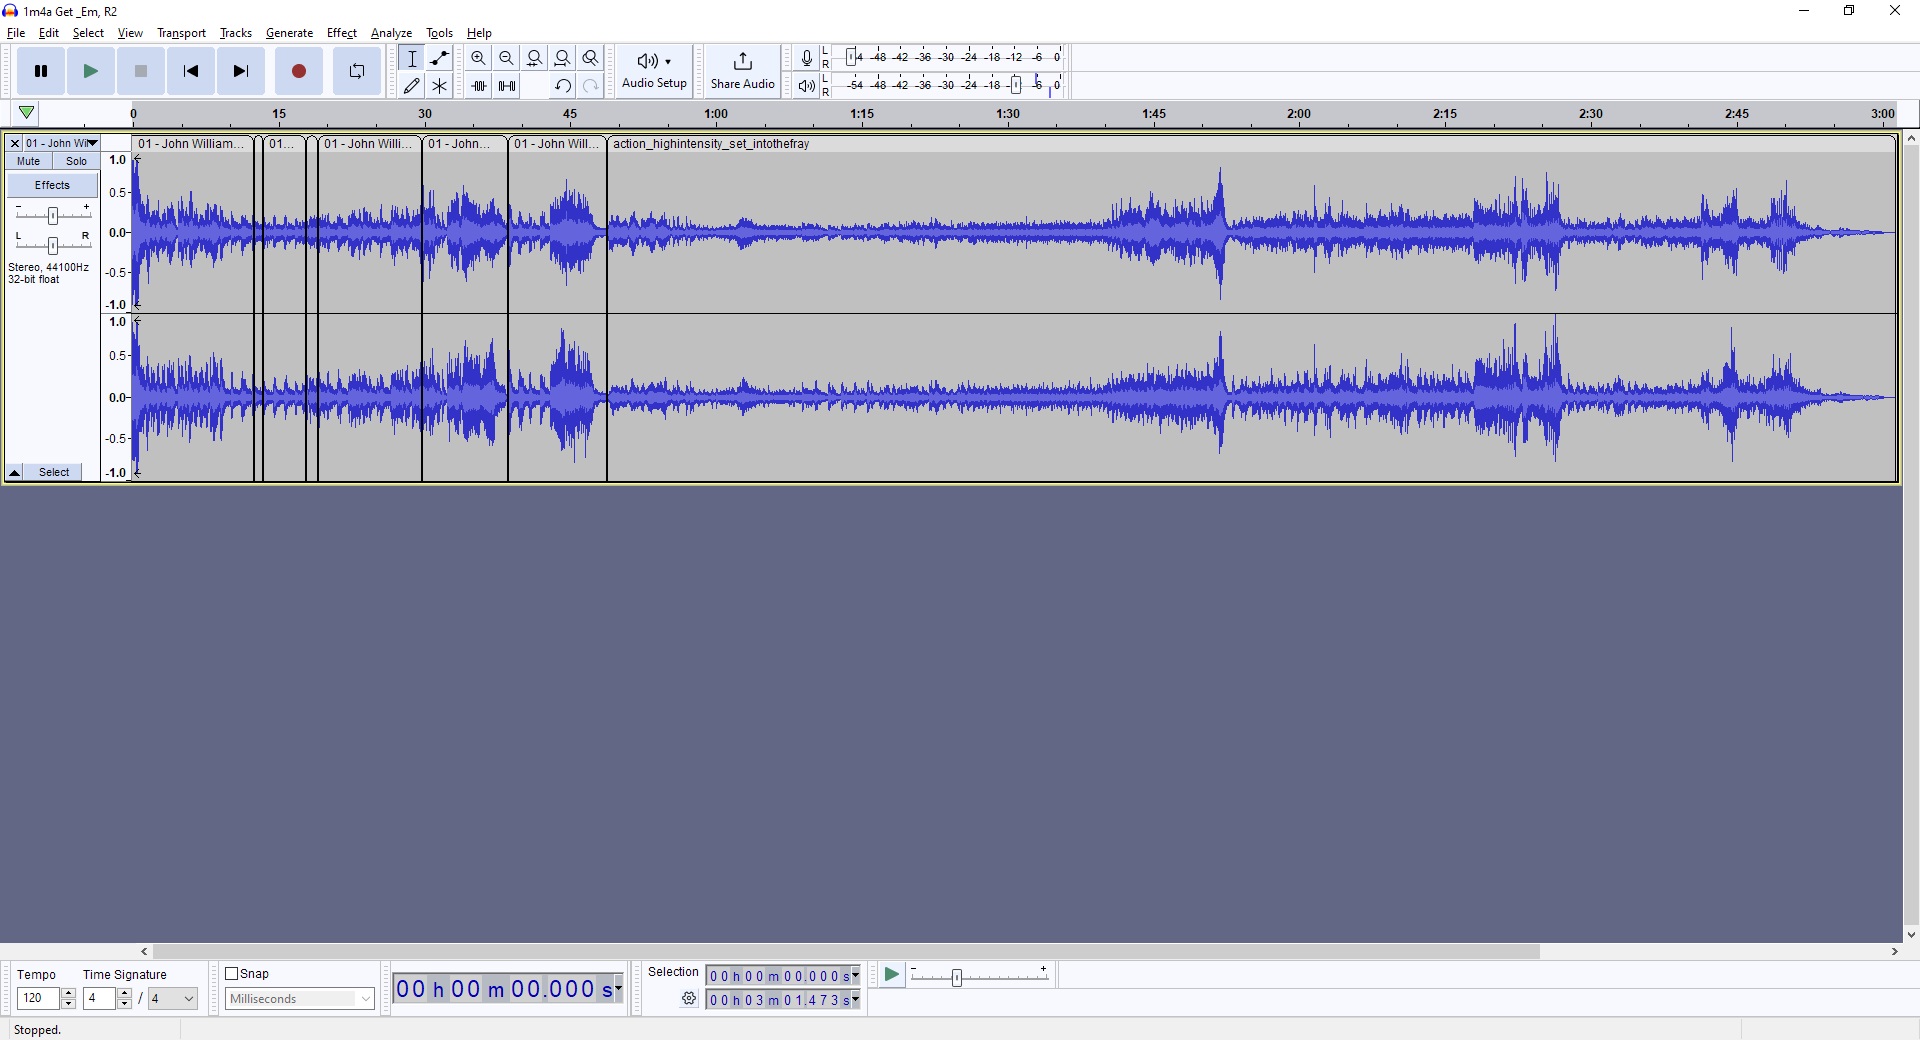 1m4a Get _Em, R2
File Edit Select View Transport Tracks Generate Effect Analyze Tools Help
Audio Setup
Share Audio
L
R
-48 -42 -36 -30 -24 -18 -12 -6 0
L
R
-54 -48 -42 -36 -30 -24 -18 -6 0
0 15 30 45 1:00 1:15 1:30 1:45 2:00 2:15 2:30 2:45 3:00
01 - John Wil
01 - John William... 01... 01 - John Willi... 01 - John... 01 - John Will... action_highintensity_set_intothefray
Mute Solo
Effects
- +
L R
Stereo, 44100Hz
32-bit float
Select
1.0
0.5
0.0
-0.5
-1.0
1.0
0.5
0.0
-0.5
-1.0
Tempo Time Signature
120 4 / 4
Snap
Milliseconds
00 h 00 m 00.000 s
Selection
00 h 00 m 00.000 s
00 h 03 m 01.473 s
- +
Stopped.